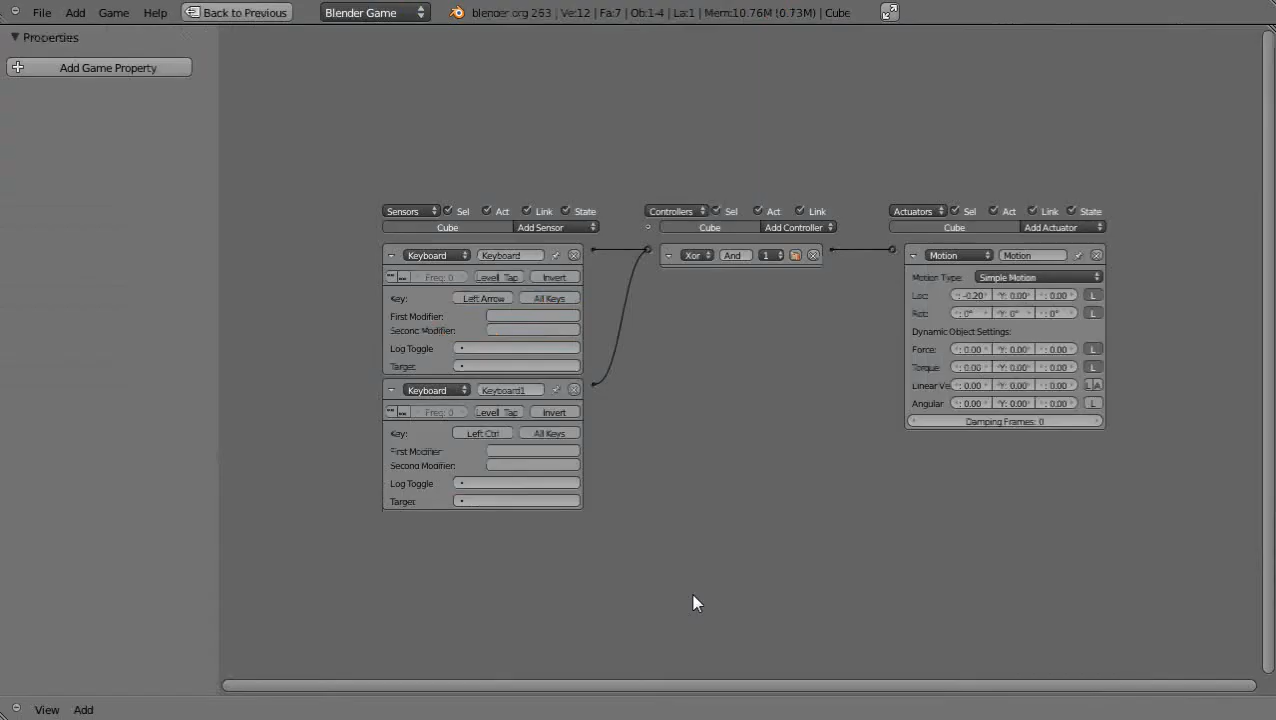 File Add Game Help Back to Previous Blender Game blender.org 263 | Ve:12 | Fa:7 | Ob:1-4 | La:1 | Mem:10.76M (0.73M) | Cube
Properties
Add Game Property
Sensors Sel Act Link State Controllers Sel Act Link Actuators Sel Act Link State
Cube Add Sensor Cube Add Controller Cube Add Actuator
Keyboard Keyboard Xor And 1 Motion Motion
Freq: 0 Level Tap Invert Motion Type: Simple Motion
Key: Left Arrow All Keys Loc: : -0.20 Y: 0.00 : 0.00 L
First Modifier: Rot: : 0° Y: 0° : 0° L
Second Modifier: Dynamic Object Settings:
Log Toggle Force: : 0.00 Y: 0.00 : 0.00 L
Target: Torque: : 0.00 Y: 0.00 : 0.00 L
Keyboard Keyboard1 Linear Ve : 0.00 Y: 0.00 : 0.00 L A
Freq: 0 Level Tap Invert Angular : 0.00 Y: 0.00 : 0.00 L
Damping Frames: 0
Key: Left Ctrl All Keys
First Modifier:
Second Modifier:
Log Toggle
Target:
View Add